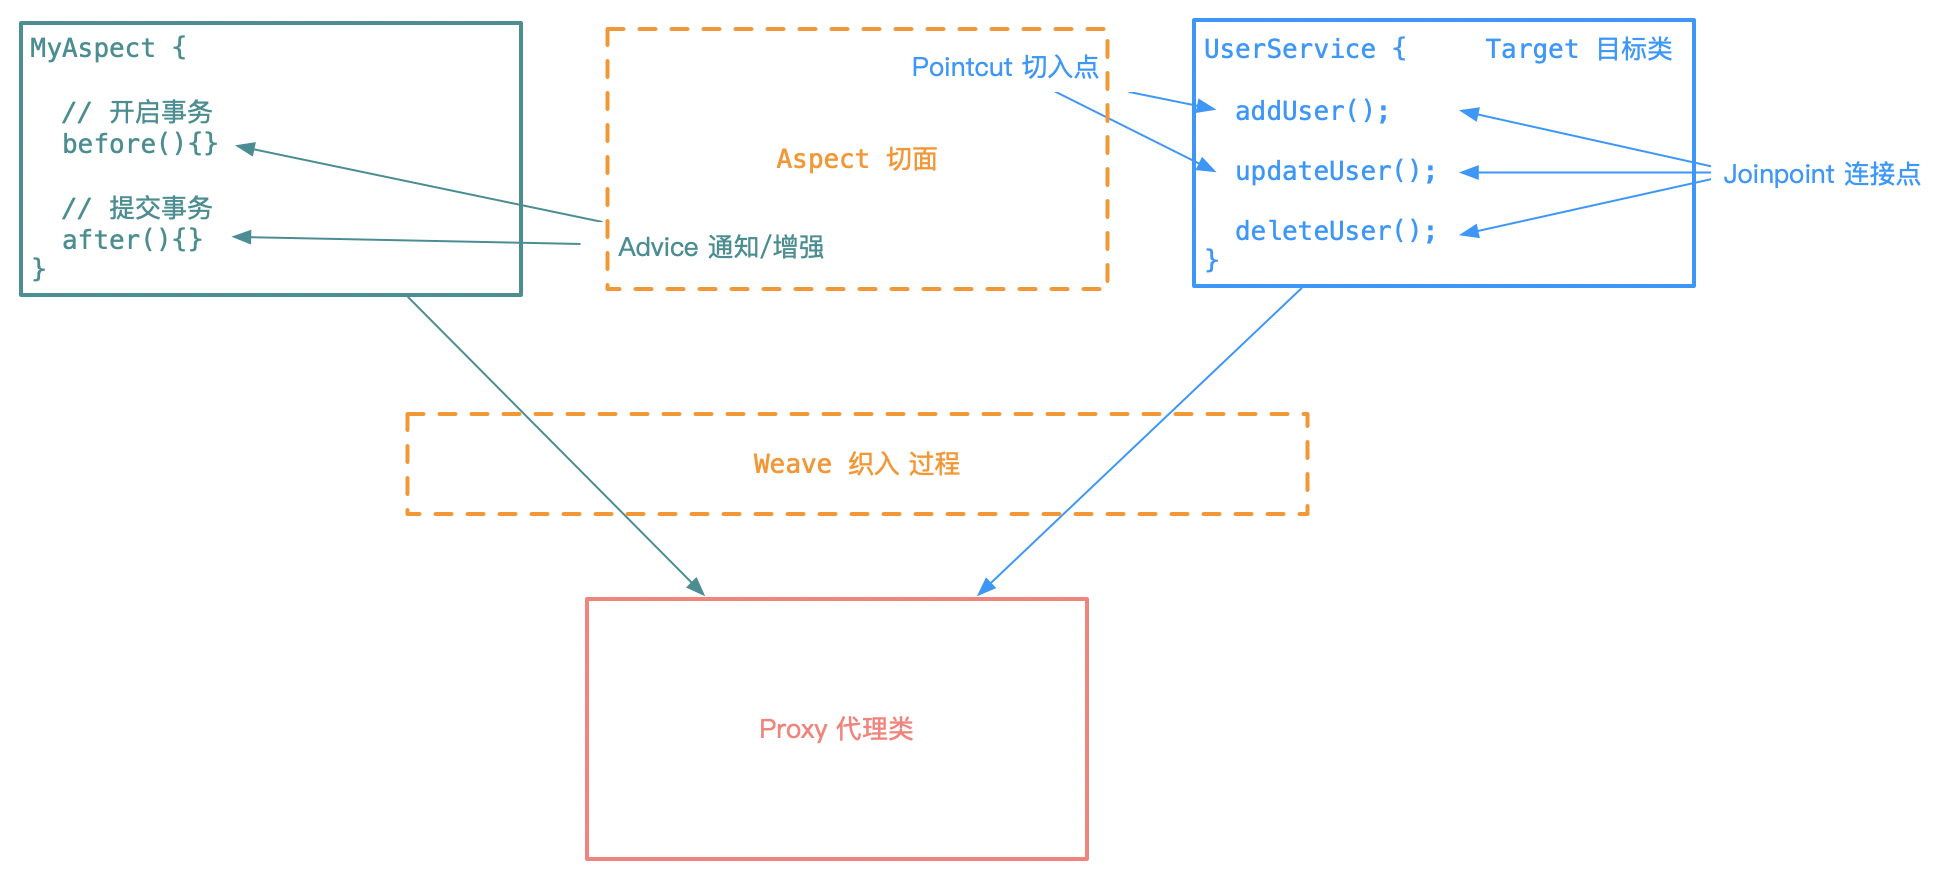 MyAspect {
// 开启事务
before(){}
// 提交事务
after(){}
}
Pointcut 切入点
Aspect 切面
Advice 通知/增强
UserService { Target 目标类
addUser();
updateUser();
deleteUser();
}
Joinpoint 连接点
Weave 织入 过程
Proxy 代理类